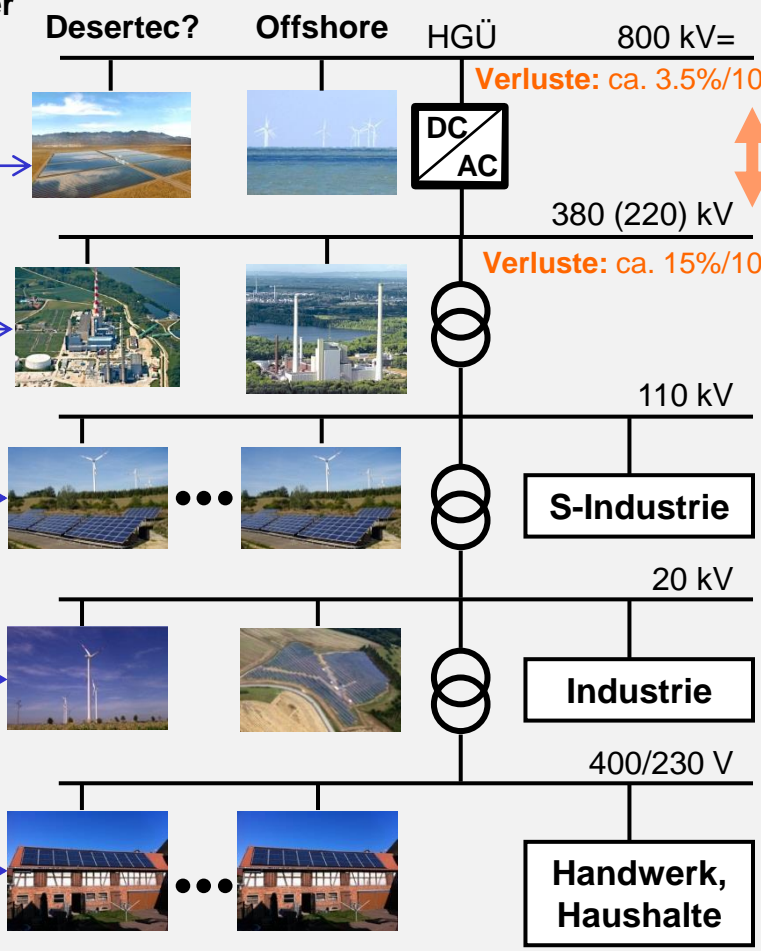 er
Desertec? Offshore HGÜ 800 kV=
Verluste: ca. 3.5%/10
DC
AC
380 (220) kV
Verluste: ca. 15%/10
110 kV
S-Industrie
20 kV
Industrie
400/230 V
Handwerk,
Haushalte